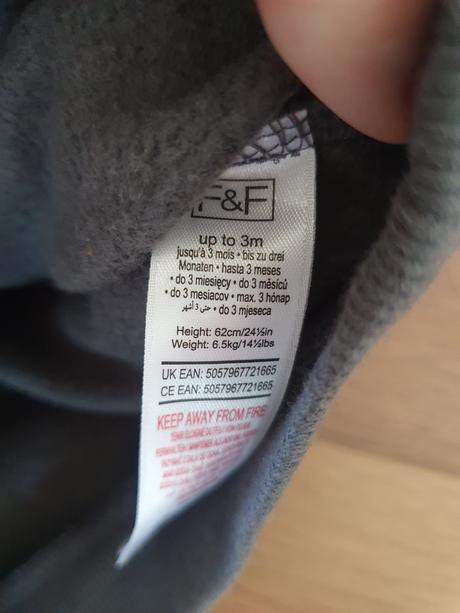 F&F
up to 3m
jusqu'à 3 mois • bis zu drei
Monaten • hasta 3 meses
• do 3 miesięcy • do 3 měsíců
• do 3 mesiacov • max. 3 hónap
حتى 3 أشهر • do 3 mjeseca
Height: 62cm/24½in
Weight: 6.5kg/14½lbs
UK EAN: 5057967721665
CE EAN: 5057967721665
KEEP AWAY FROM FIRE